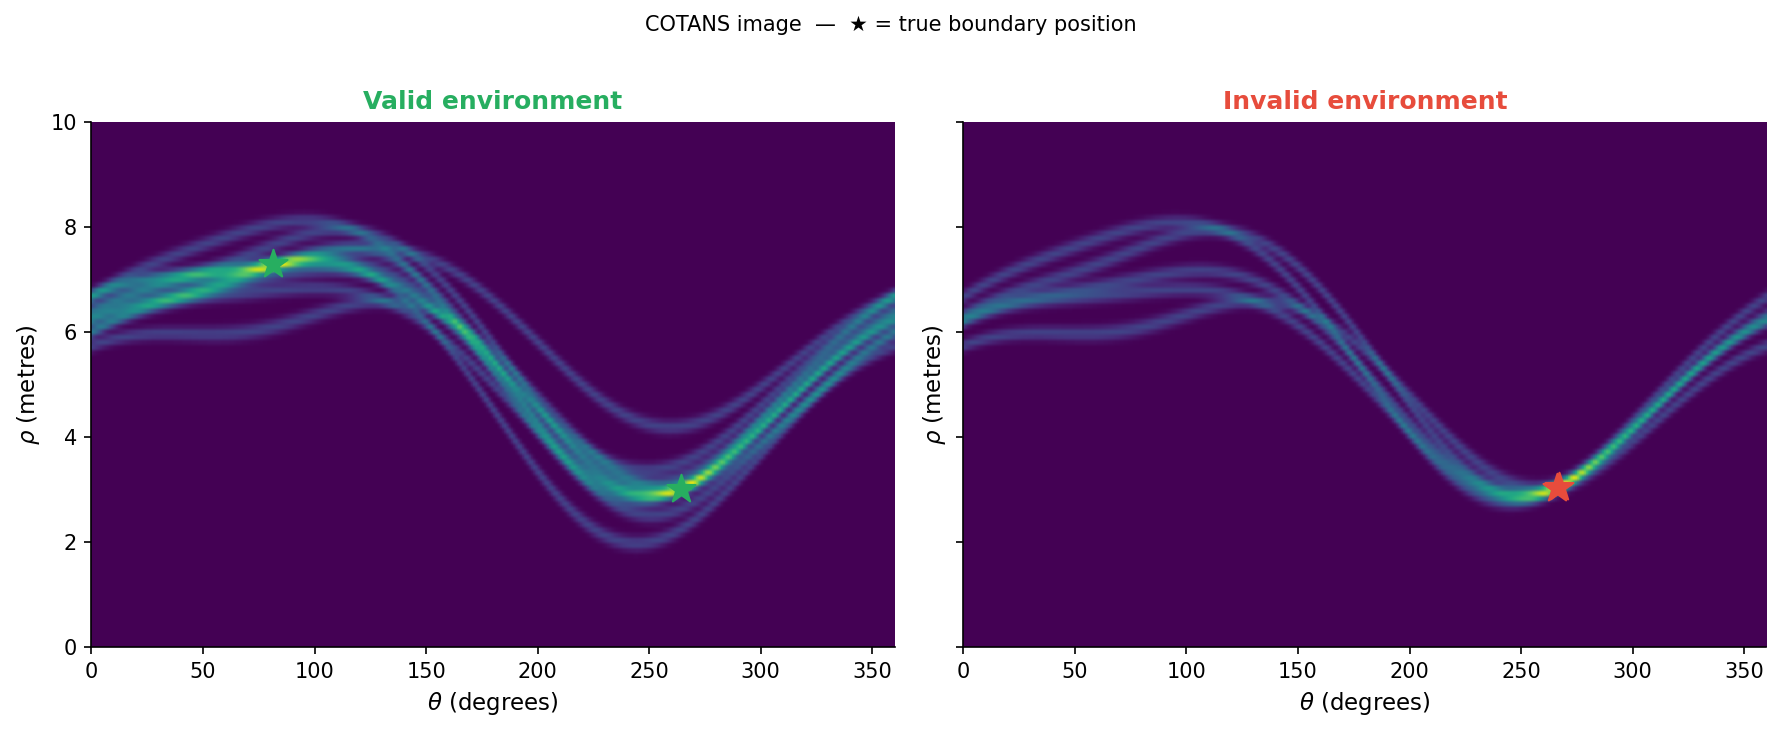 COTANS image — ★ = true boundary position
Valid environment
Invalid environment
10
8
6
4
2
0
ρ (metres)
ρ (metres)
0 50 100 150 200 250 300 350
0 50 100 150 200 250 300 350
θ (degrees)
θ (degrees)